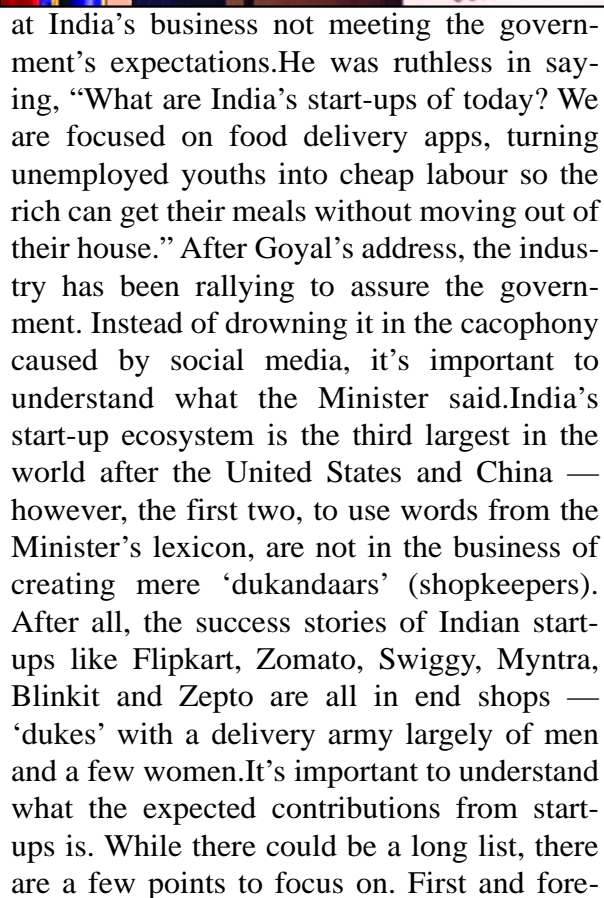 at India’s business not meeting the govern-
ment’s expectations.He was ruthless in say-
ing, “What are India’s start-ups of today? We
are focused on food delivery apps, turning
unemployed youths into cheap labour so the
rich can get their meals without moving out of
their house.” After Goyal’s address, the indus-
try has been rallying to assure the govern-
ment. Instead of drowning it in the cacophony
caused by social media, it’s important to
understand what the Minister said.India’s
start-up ecosystem is the third largest in the
world after the United States and China —
however, the first two, to use words from the
Minister’s lexicon, are not in the business of
creating mere ‘dukandaars’ (shopkeepers).
After all, the success stories of Indian start-
ups like Flipkart, Zomato, Swiggy, Myntra,
Blinkit and Zepto are all in end shops —
‘dukes’ with a delivery army largely of men
and a few women.It’s important to understand
what the expected contributions from start-
ups is. While there could be a long list, there
are a few points to focus on. First and fore-